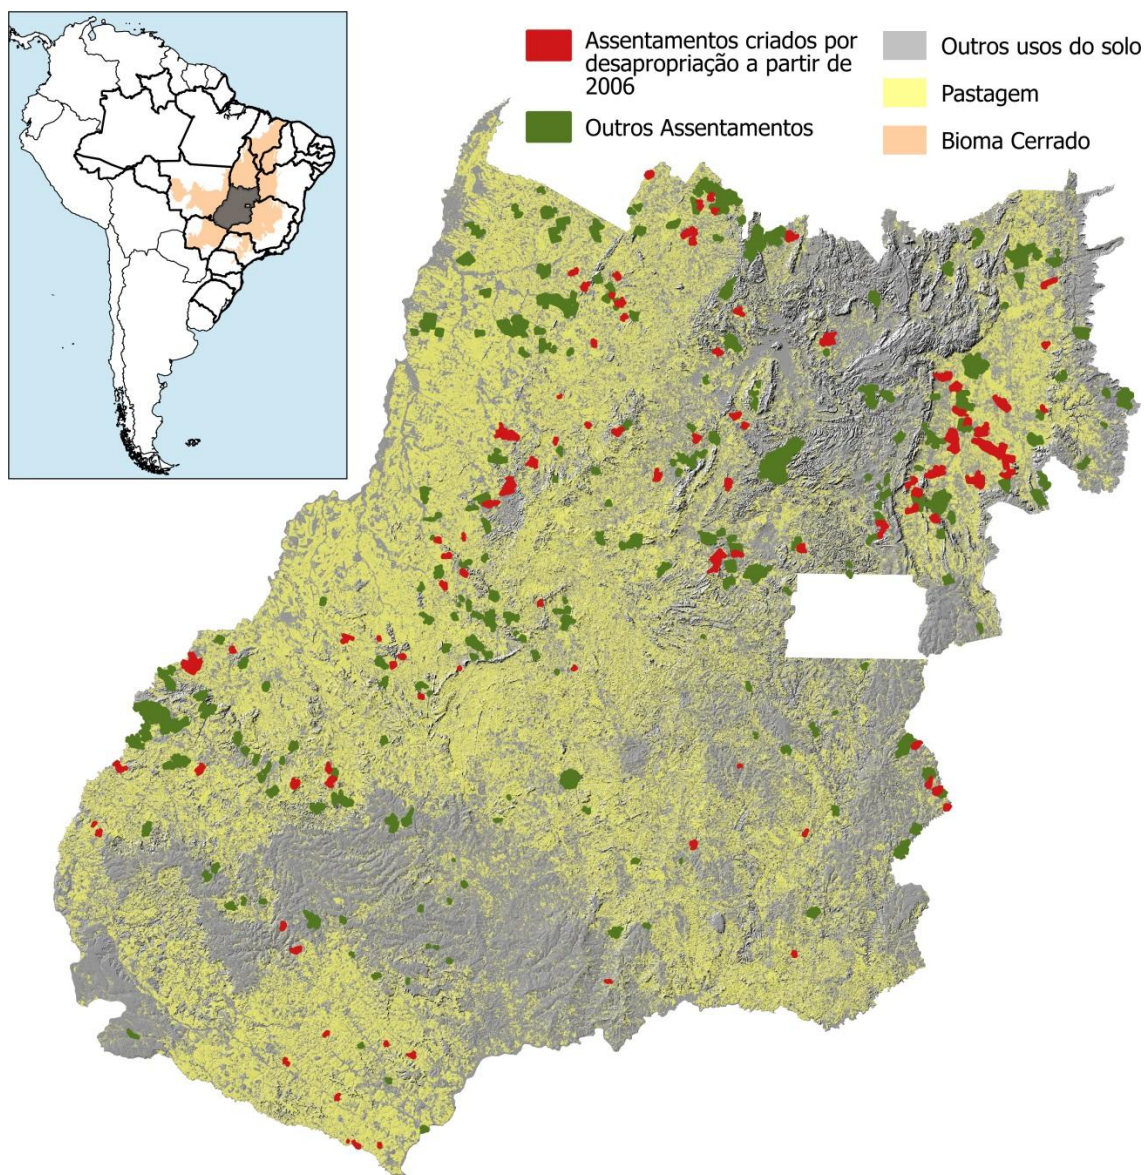 Assentamentos criados por
desapropriação a partir de
2006
Outros Assentamentos
Outros usos do solo
Pastagem
Bioma Cerrado